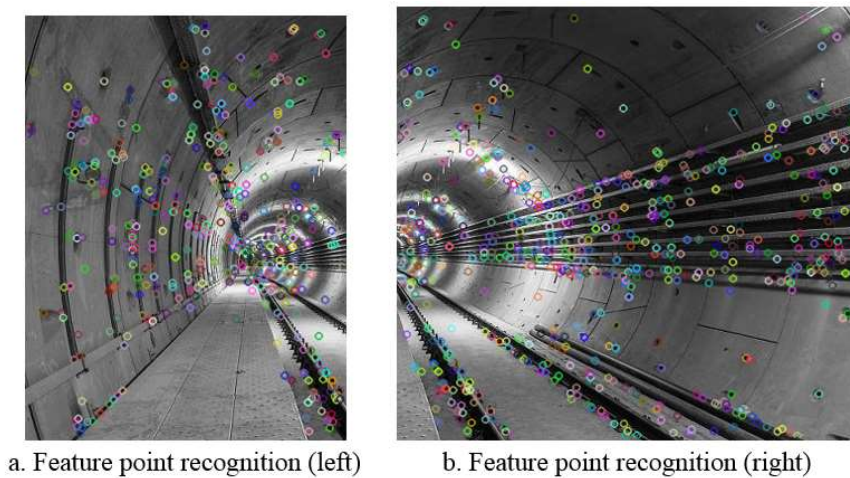 a. Feature point recognition (left)
b. Feature point recognition (right)